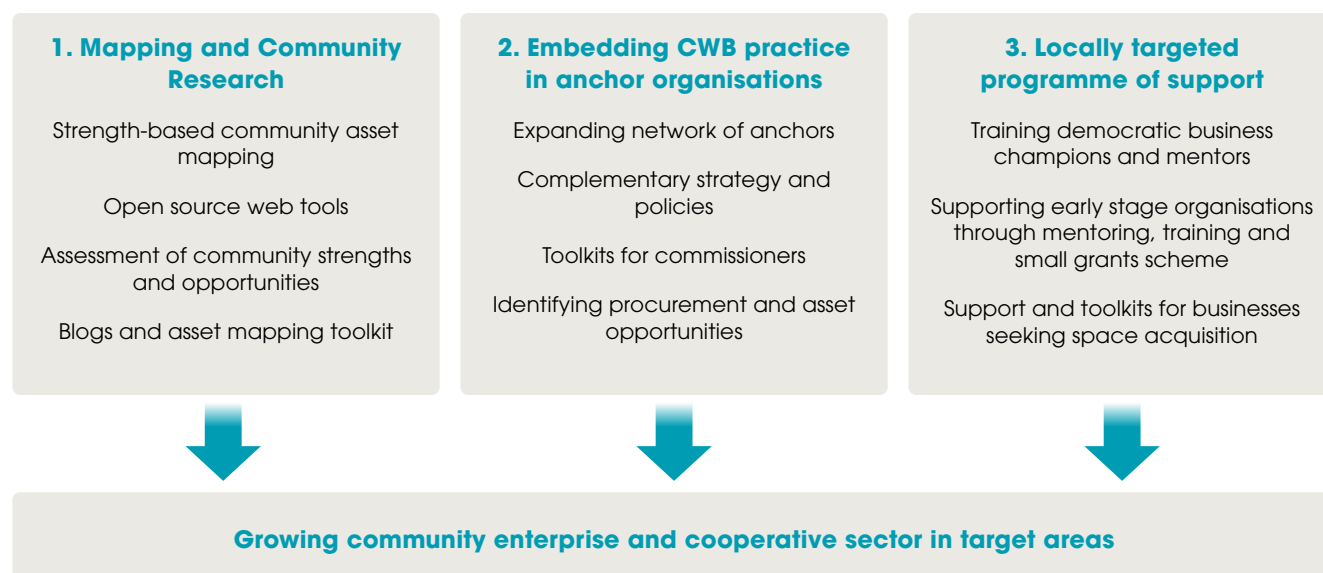 1. Mapping and Community
Research
Strength-based community asset
mapping
Open source web tools
Assessment of community strengths
and opportunities
Blogs and asset mapping toolkit
2. Embedding CWB practice
in anchor organisations
Expanding network of anchors
Complementary strategy and
policies
Toolkits for commissioners
Identifying procurement and asset
opportunities
3. Locally targeted
programme of support
Training democratic business
champions and mentors
Supporting early stage organisations
through mentoring, training and
small grants scheme
Support and toolkits for businesses
seeking space acquisition
Growing community enterprise and cooperative sector in target areas